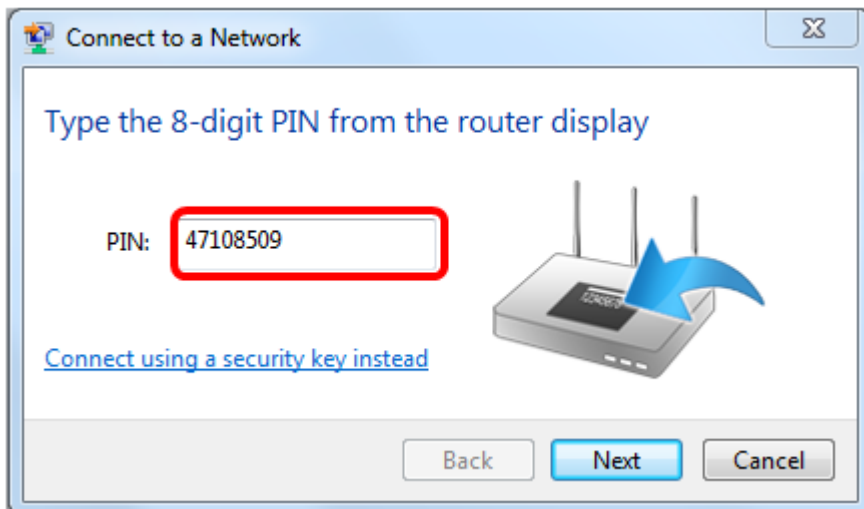 Connect to a Network
Type the 8-digit PIN from the router display
PIN: 47108509
12345678
Connect using a security key instead
Back Next Cancel